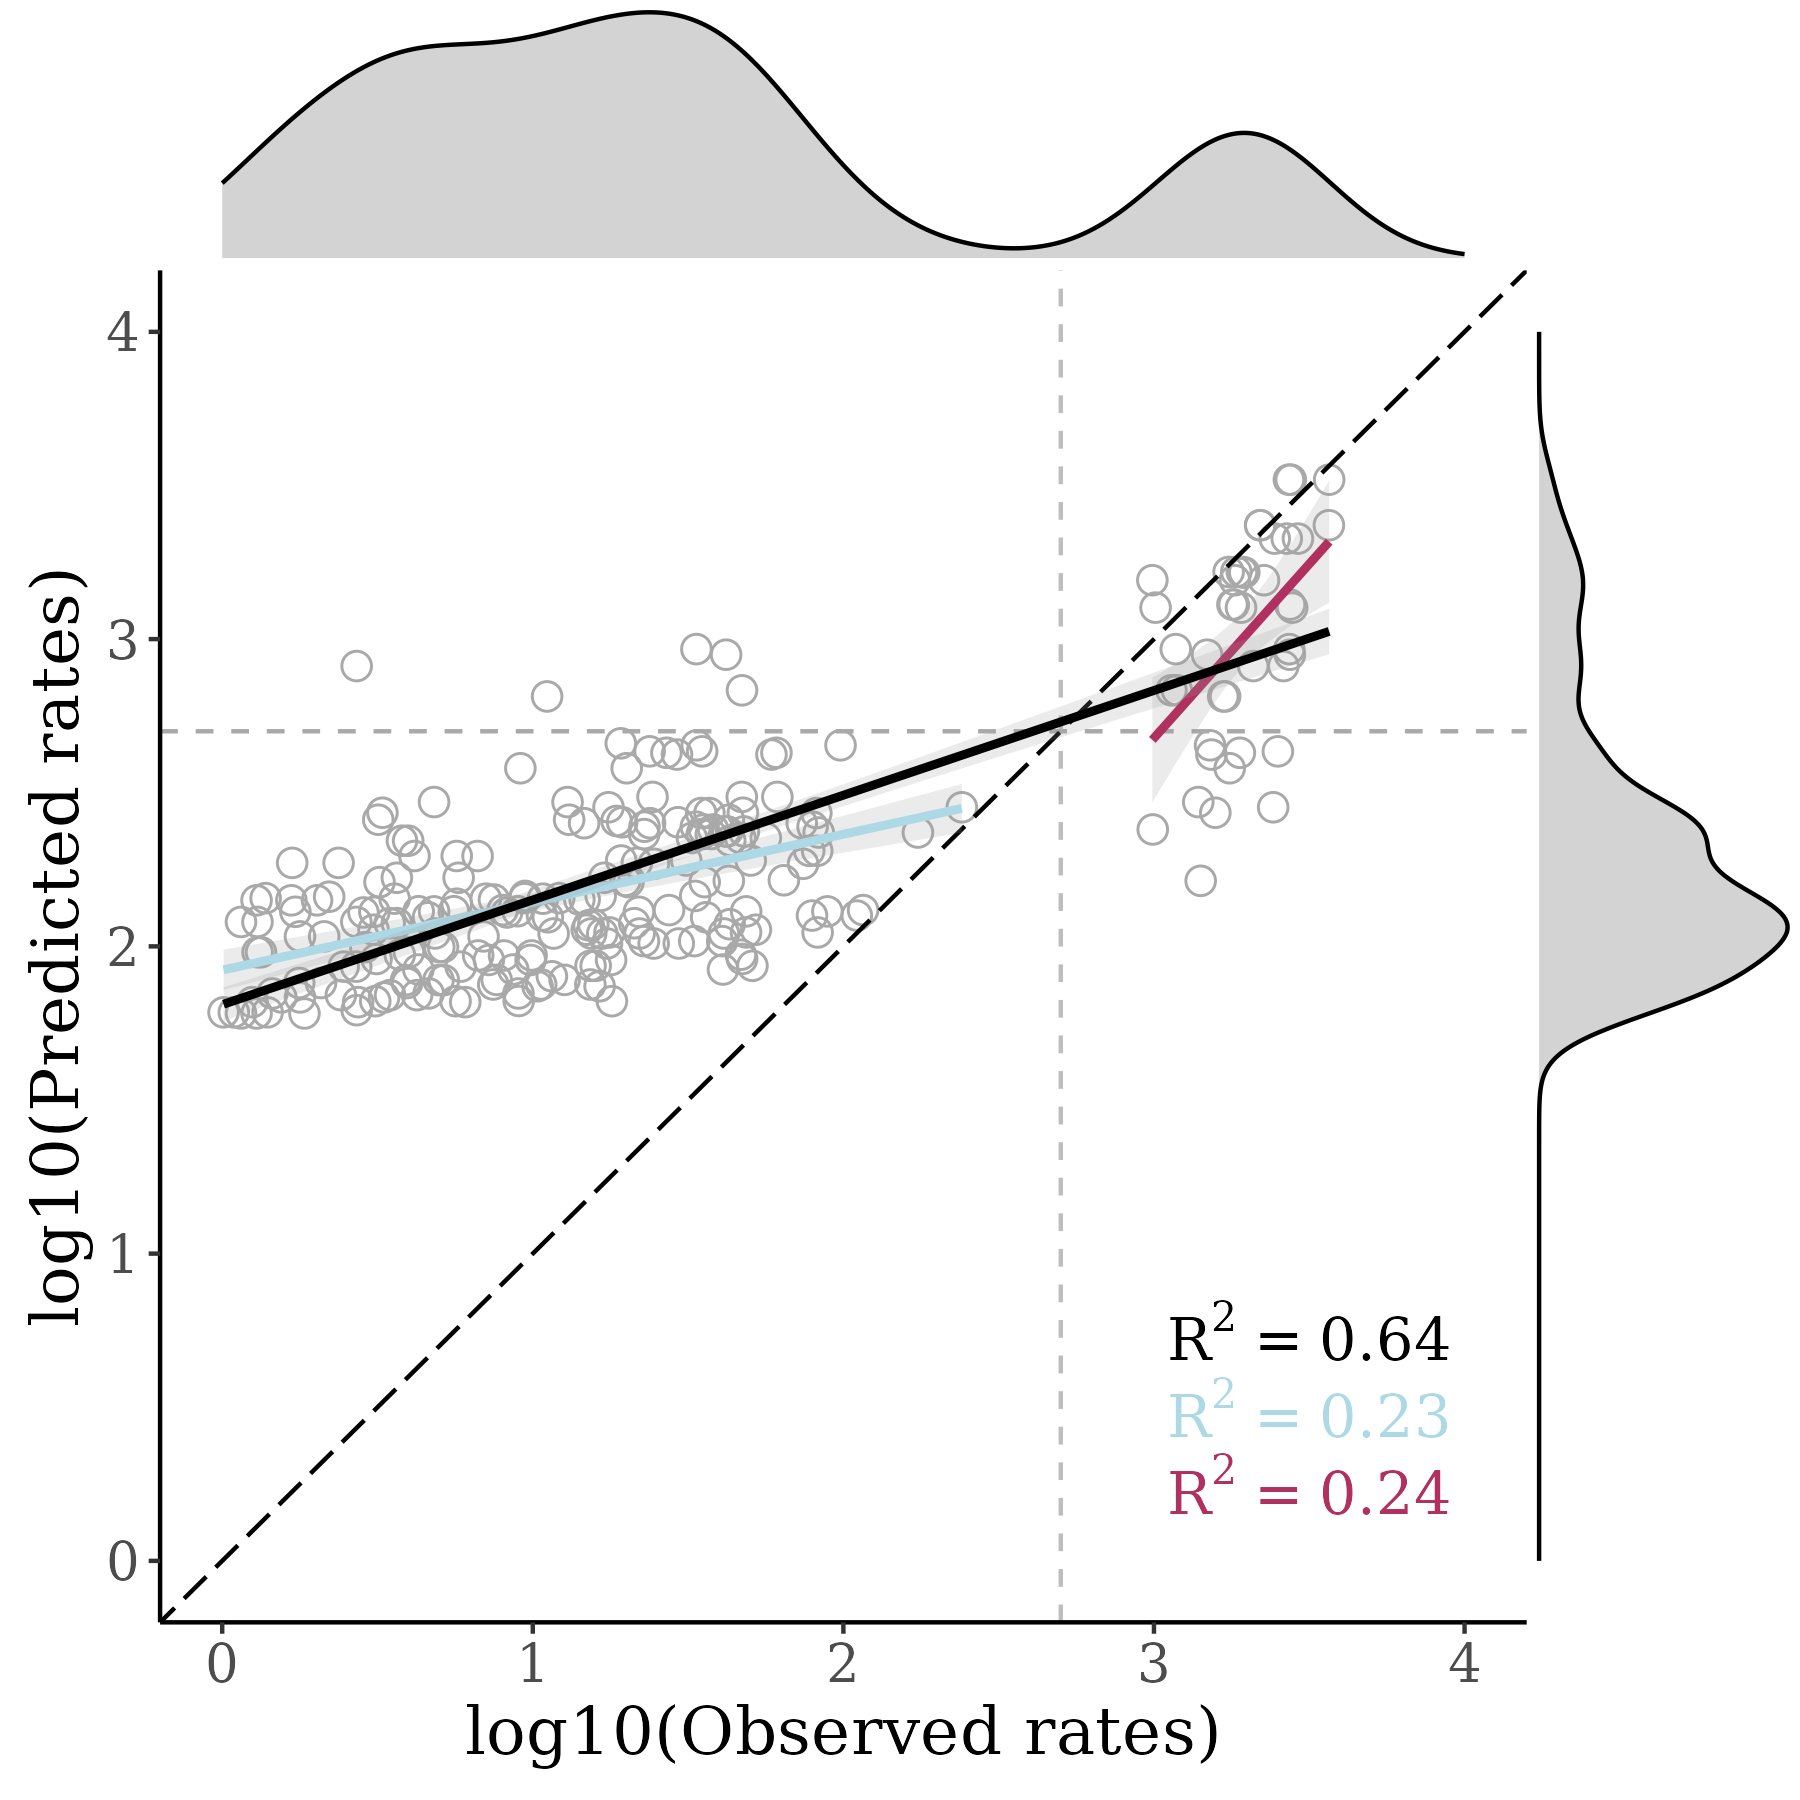 log10(Predicted rates)
4
3
2
1
0
R² = 0.64
R² = 0.23
R² = 0.24
0 1 2 3 4
log10(Observed rates)